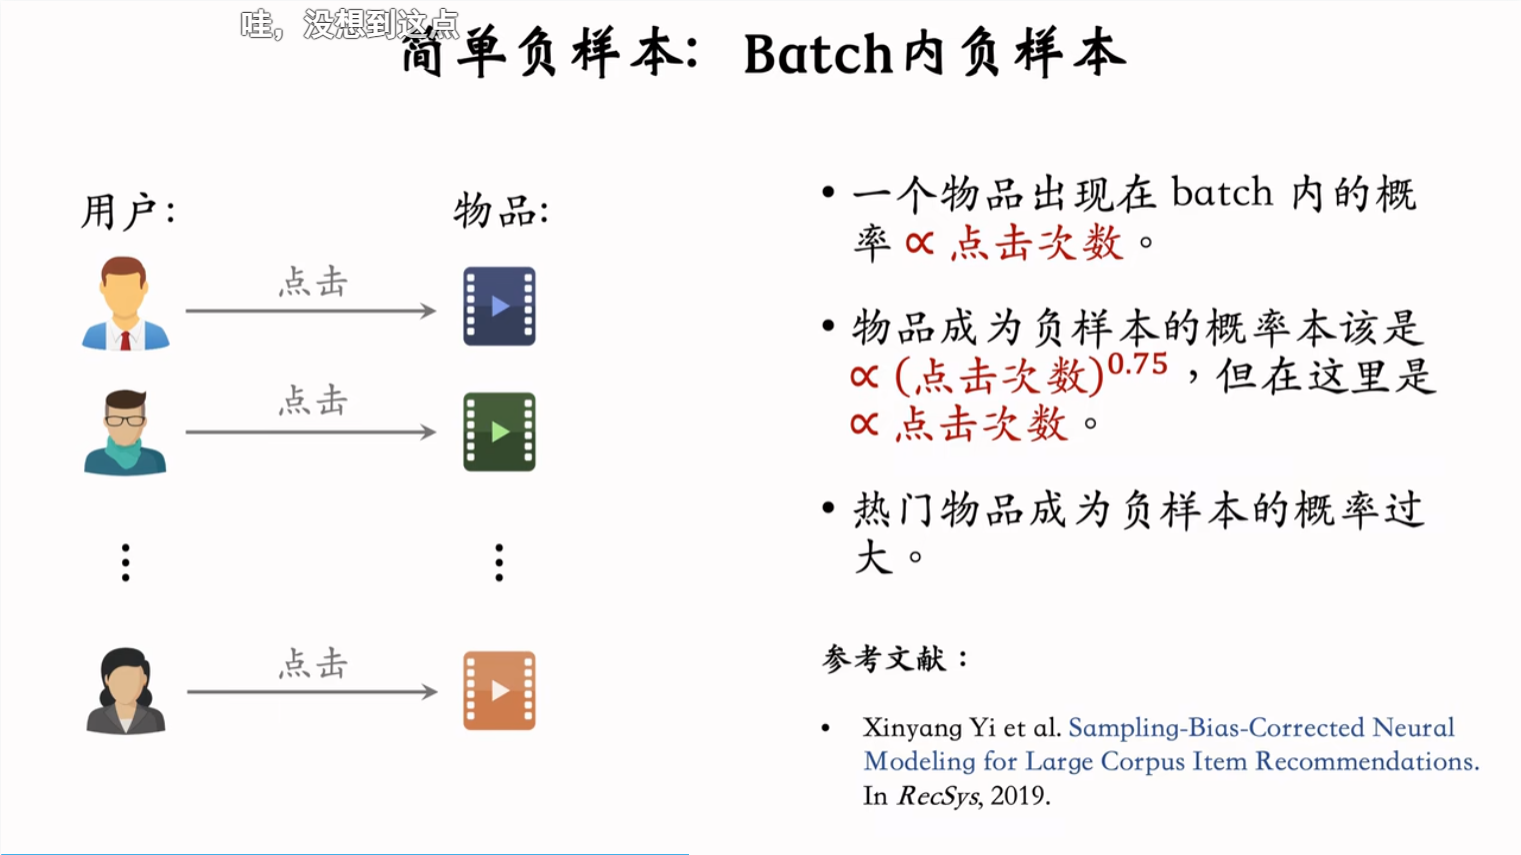 哇，没想到这点
简单负样本：Batch内负样本
用户：
物品：
点击
点击
点击
• 一个物品出现在 batch 内的概
率 ∝ 点击次数。
• 物品成为负样本的概率本该是
∝ (点击次数)^0.75，但在这里是
∝ 点击次数。
• 热门物品成为负样本的概率过
大。
参考文献：
• Xinyang Yi et al. Sampling-Bias-Corrected Neural
Modeling for Large Corpus Item Recommendations.
In RecSys, 2019.